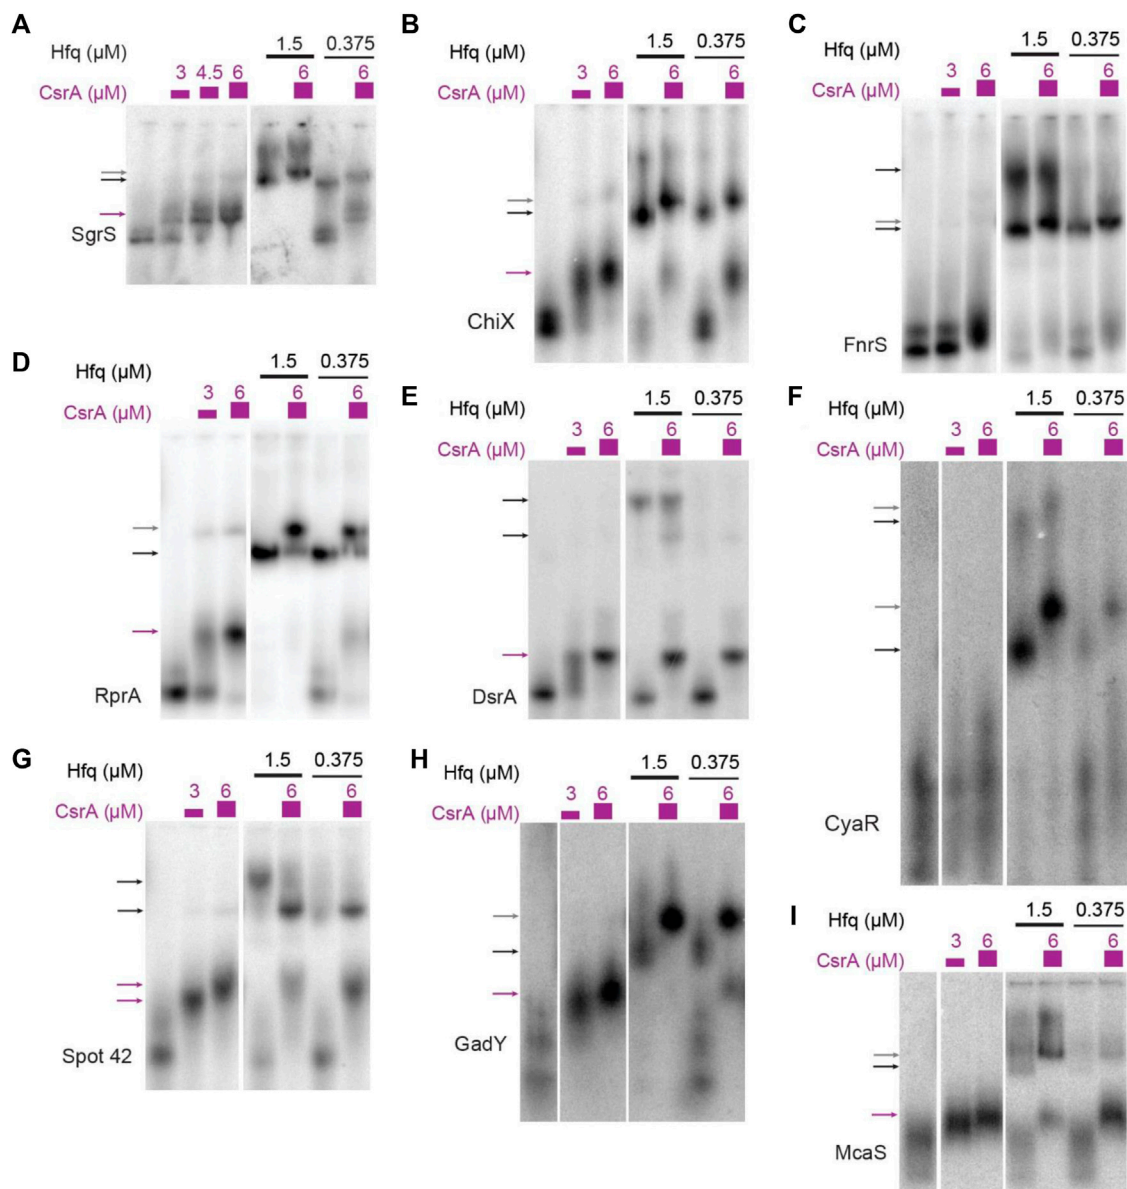 A
Hfq (µM) 1.5 0.375
3 4.5 6 6 6
CsrA (µM)
SgrS
B
Hfq (µM) 1.5 0.375
3 6 6 6
CsrA (µM)
ChiX
C
Hfq (µM) 1.5 0.375
3 6 6 6
CsrA (µM)
FnrS
D
Hfq (µM) 1.5 0.375
3 6 6 6
CsrA (µM)
RprA
E
Hfq (µM) 1.5 0.375
3 6 6 6
CsrA (µM)
DsrA
F
Hfq (µM) 1.5 0.375
3 6 6 6
CsrA (µM)
CyaR
G
Hfq (µM) 1.5 0.375
3 6 6 6
CsrA (µM)
Spot 42
H
Hfq (µM) 1.5 0.375
3 6 6 6
CsrA (µM)
GadY
I
Hfq (µM) 1.5 0.375
3 6 6 6
CsrA (µM)
McaS